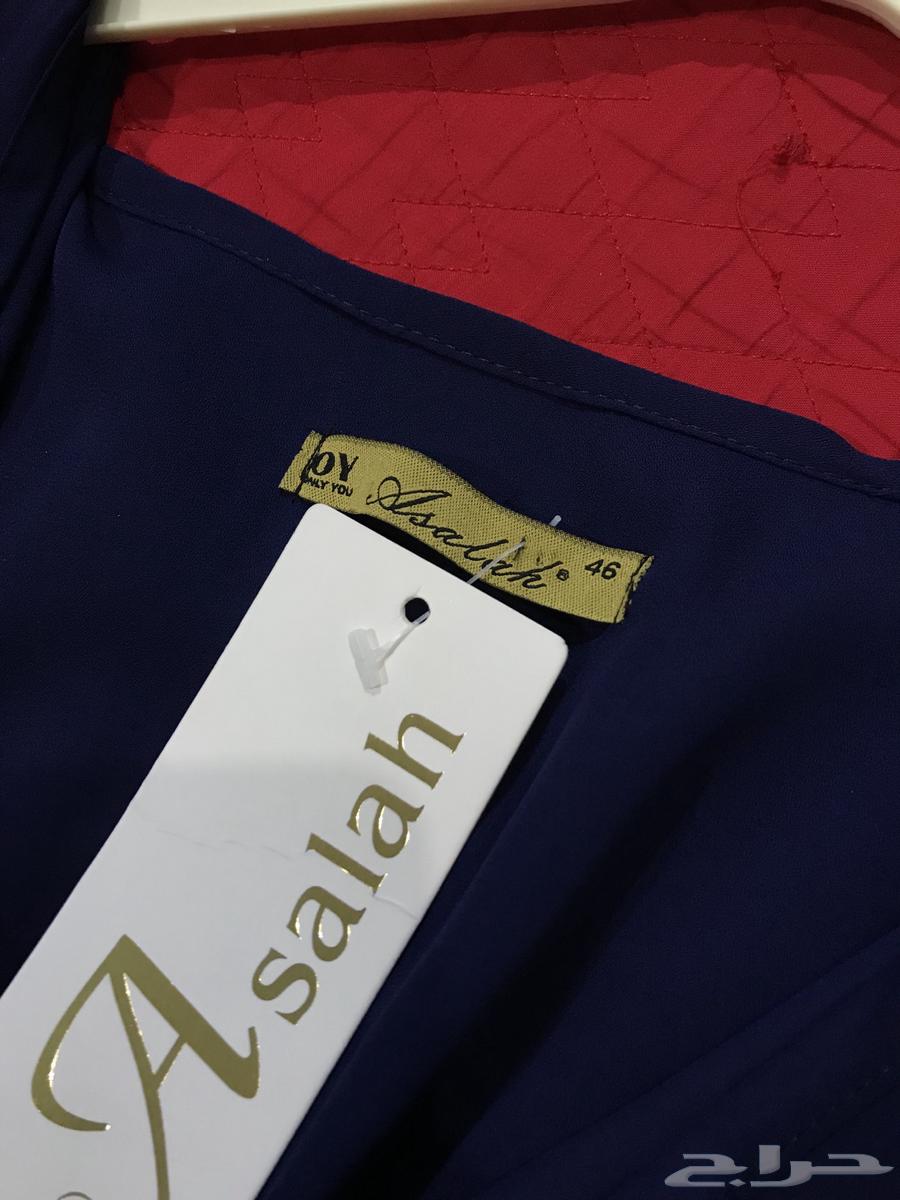 OY
ONLY YOU
Asalah® 46
Asalah
حراج